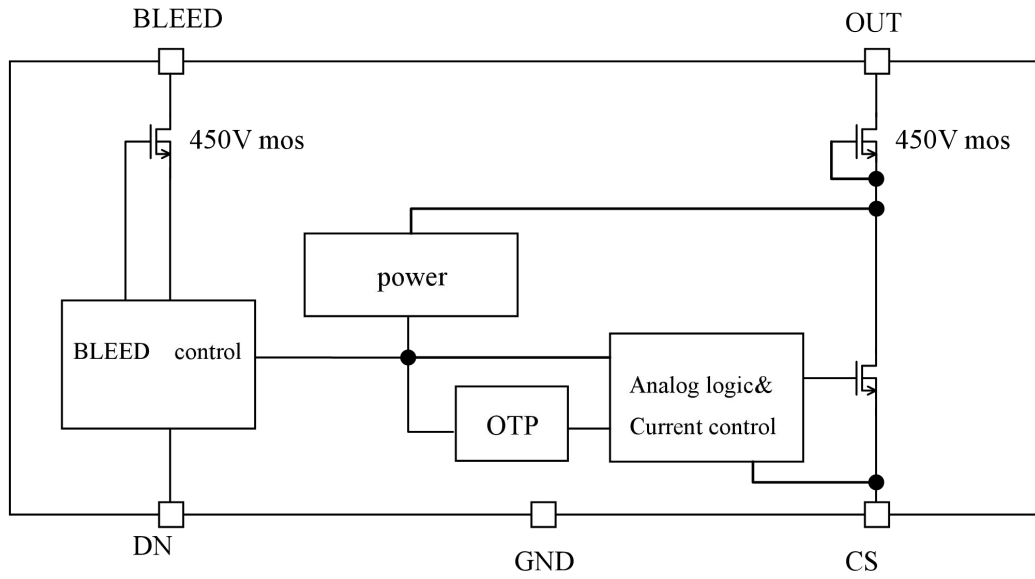 BLEED
OUT
450V mos
450V mos
power
BLEED control
Analog logic&
Current control
OTP
DN
GND
CS